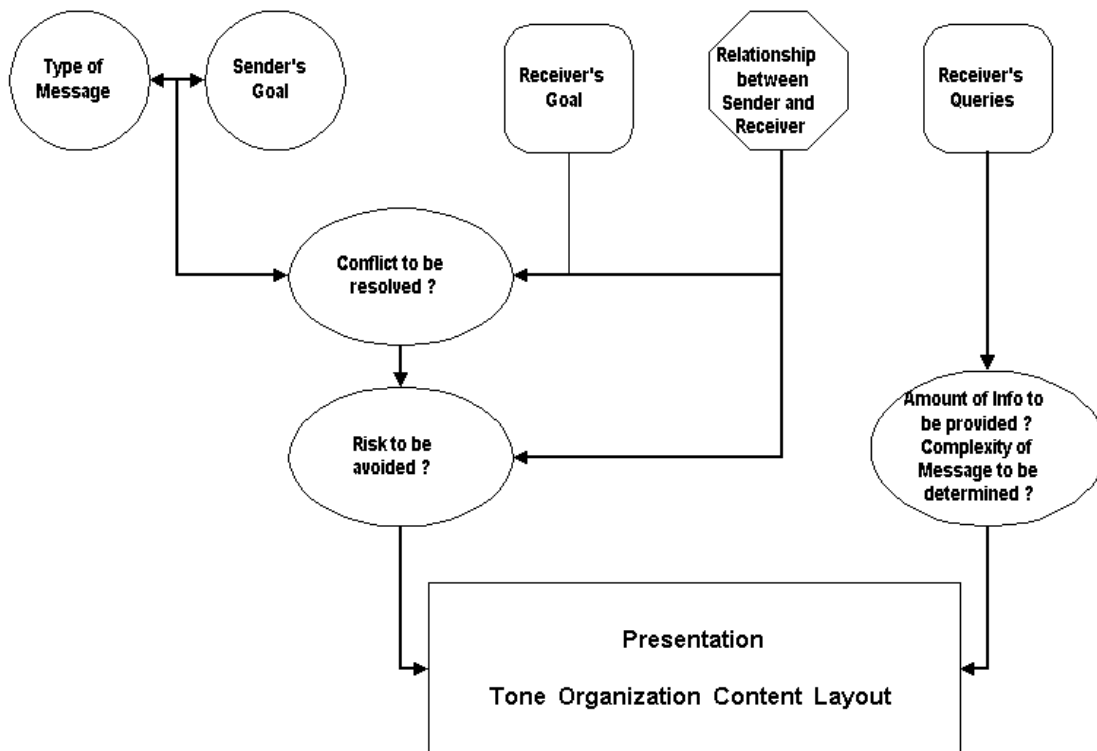 Type of
Message
Sender's
Goal
Receiver's
Goal
Relationship
between
Sender and
Receiver
Receiver's
Queries
Conflict to be
resolved ?
Risk to be
avoided ?
Amount of Info to
be provided ?
Complexity of
Message to be
determined ?
Presentation
Tone Organization Content Layout